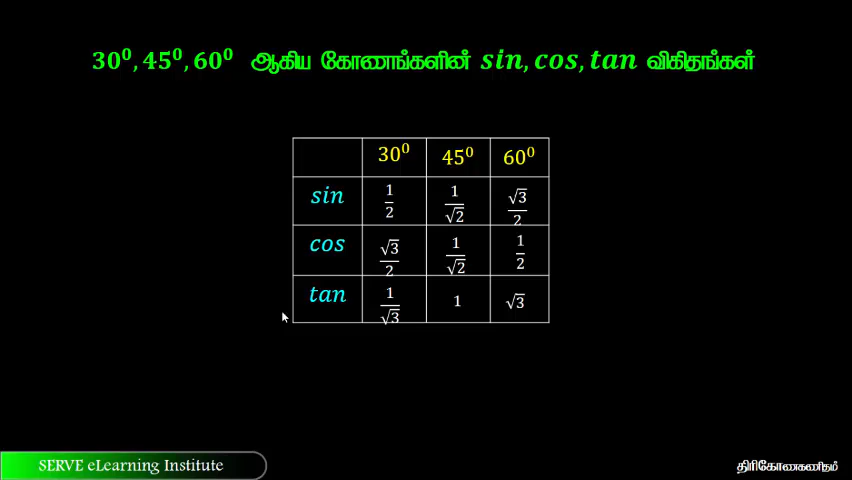 30⁰, 45⁰, 60⁰ ஆகிய கோணங்களின் sin, cos, tan விகிதங்கள்
30⁰ 45⁰ 60⁰
sin 1/2 1/√2 √3/2
cos √3/2 1/√2 1/2
tan 1/√3 1 √3
SERVE eLearning Institute
திரிகோணகணிதம்